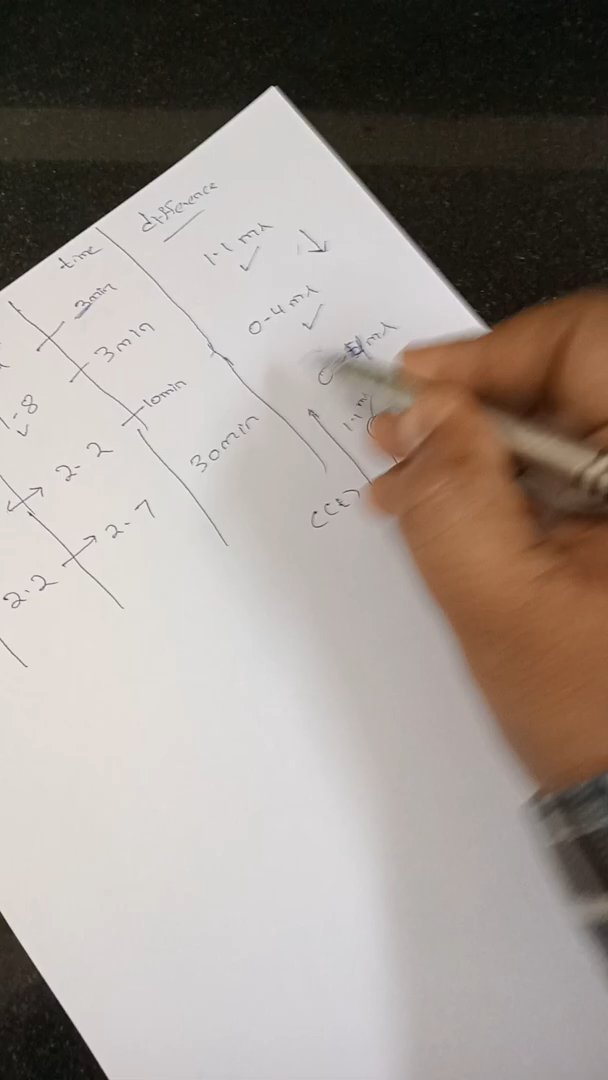 time difference
3min 1.1 ml
-8 3min 0-4 ml
2-2 10min
2.2 2-7 30min 1.1